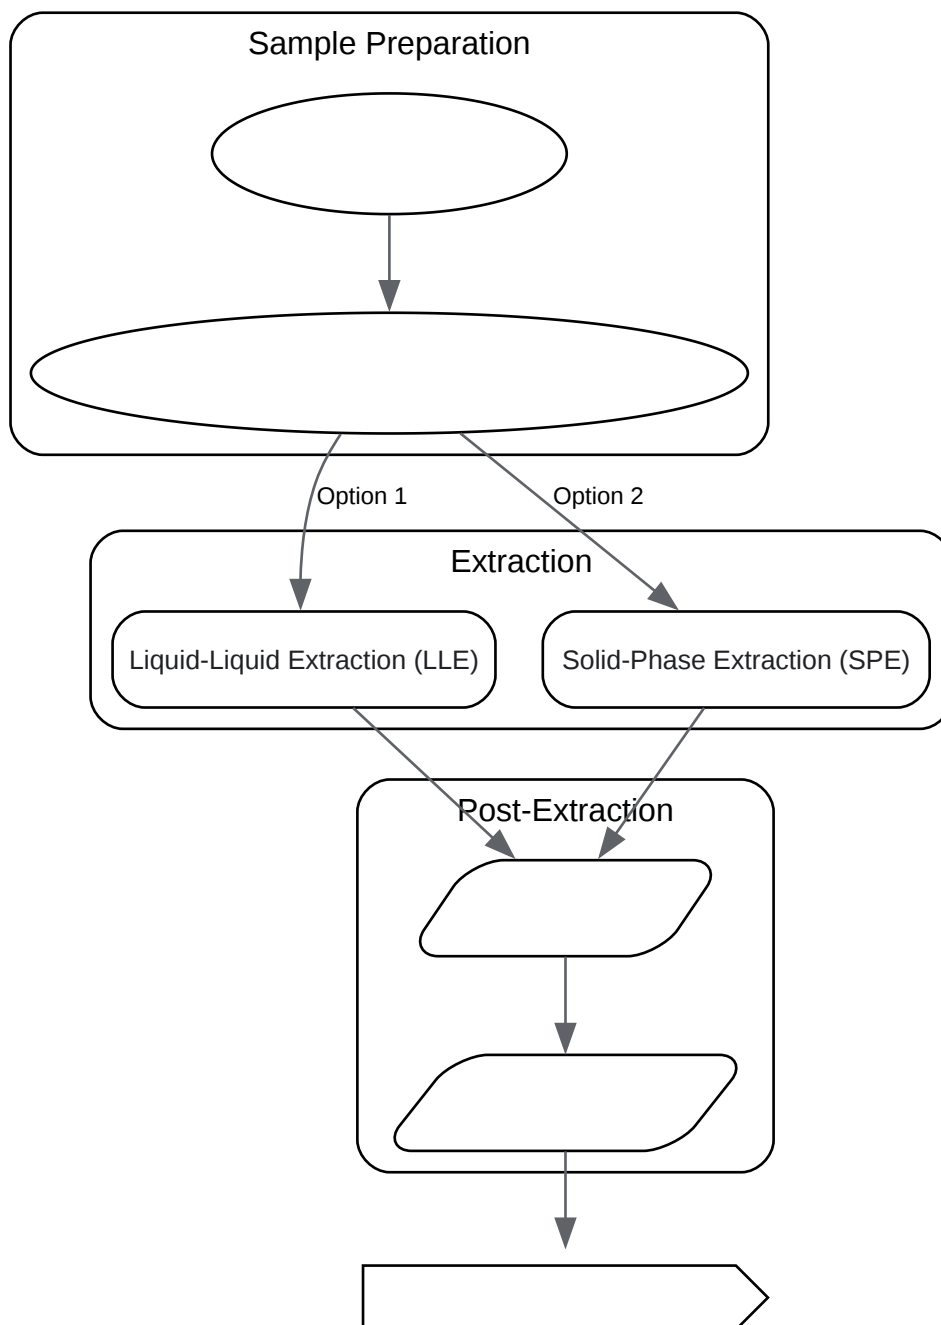 Sample Preparation
Option 1
Option 2
Extraction
Liquid-Liquid Extraction (LLE)
Solid-Phase Extraction (SPE)
Post-Extraction